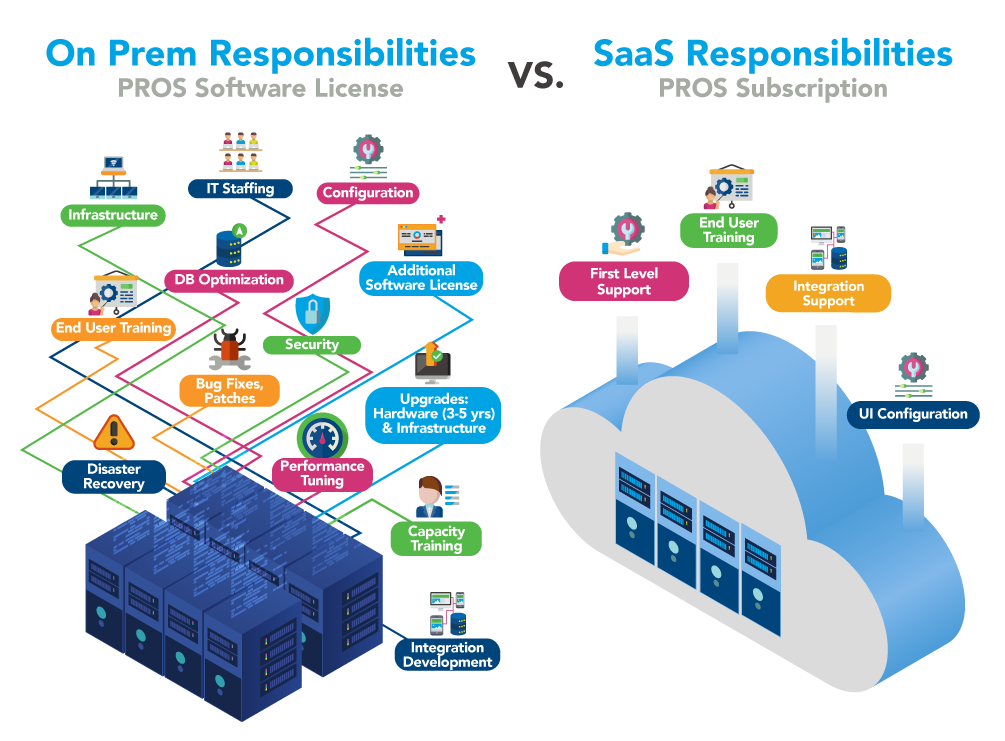 On Prem Responsibilities
PROS Software License
VS.
SaaS Responsibilities
PROS Subscription
IT Staffing
Configuration
Infrastructure
DB Optimization
Additional
Software License
End User Training
Security
Bug Fixes,
Patches
Upgrades:
Hardware (3-5 yrs)
& Infrastructure
Disaster
Recovery
Performance
Tuning
Capacity
Training
Integration
Development
End User
Training
First Level
Support
Integration
Support
UI Configuration